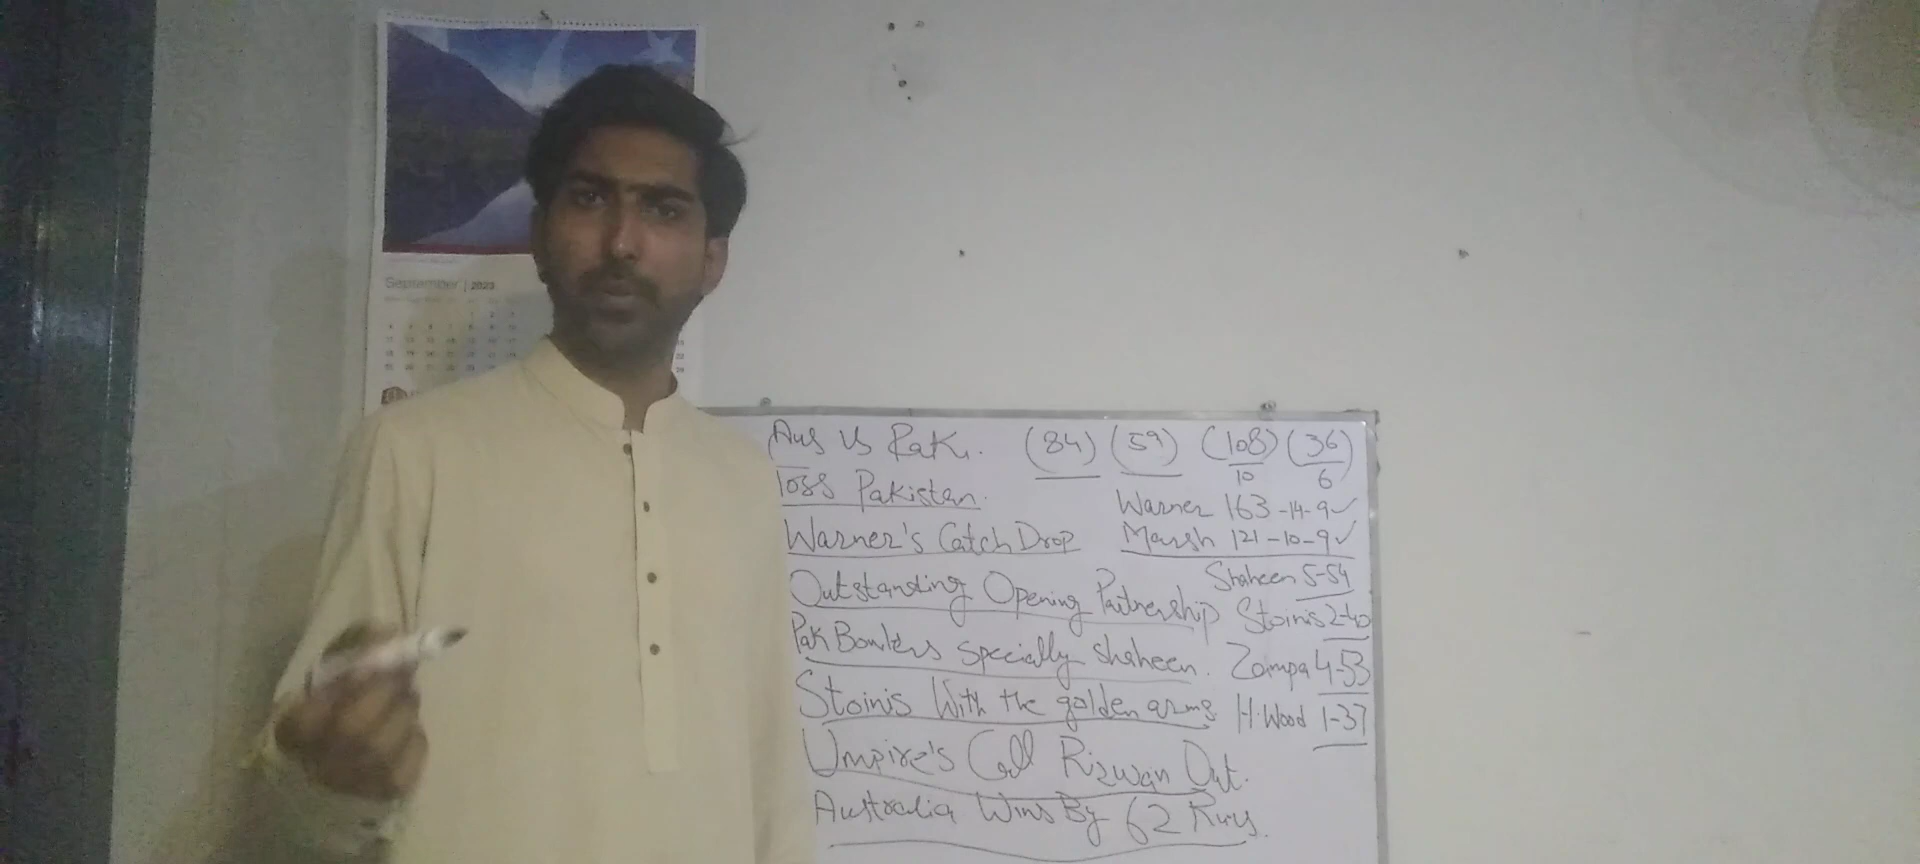 September | 2023
Aus Vs Pak. (84) (59) (108) (36)
10 6
Toss Pakistan.
Warner 163-14-9✓
Warner's Catch Drop
Marsh 121-10-9✓
Shaheen 5-54
Outstanding Opening Partnership
Stoinis 2-40
Pak Bowlers Specially Shaheen.
Zampa 4-53
Stoinis With the golden arms
H.Wood 1-37
Umpire's Call Rizwan Out.
Australia Wins By 62 Runs.